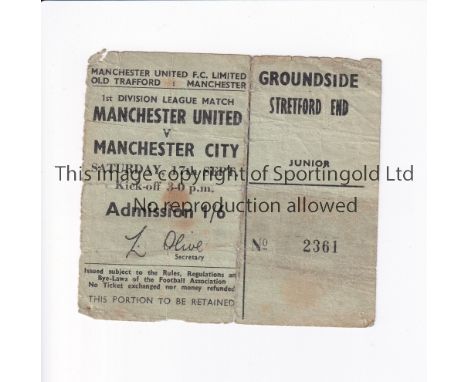 MANCHESTER UNITED F.C. LIMITED
OLD TRAFFORD : MANCHESTER
1st DIVISION LEAGUE MATCH
MANCHESTER UNITED
V
MANCHESTER CITY
SATURDAY, 17th SEPT.
Kick-off 3-0 p.m.
Admission 1/6
L. Olive
Secretary
Issued subject to the Rules, Regulations and
Bye-Laws of the Football Association
No Ticket exchanged nor money refunded
THIS PORTION TO BE RETAINED
GROUNDSIDE
STRETFORD END
JUNIOR
No 2361
This image copyright of Sportingold Ltd
No reproduction allowed